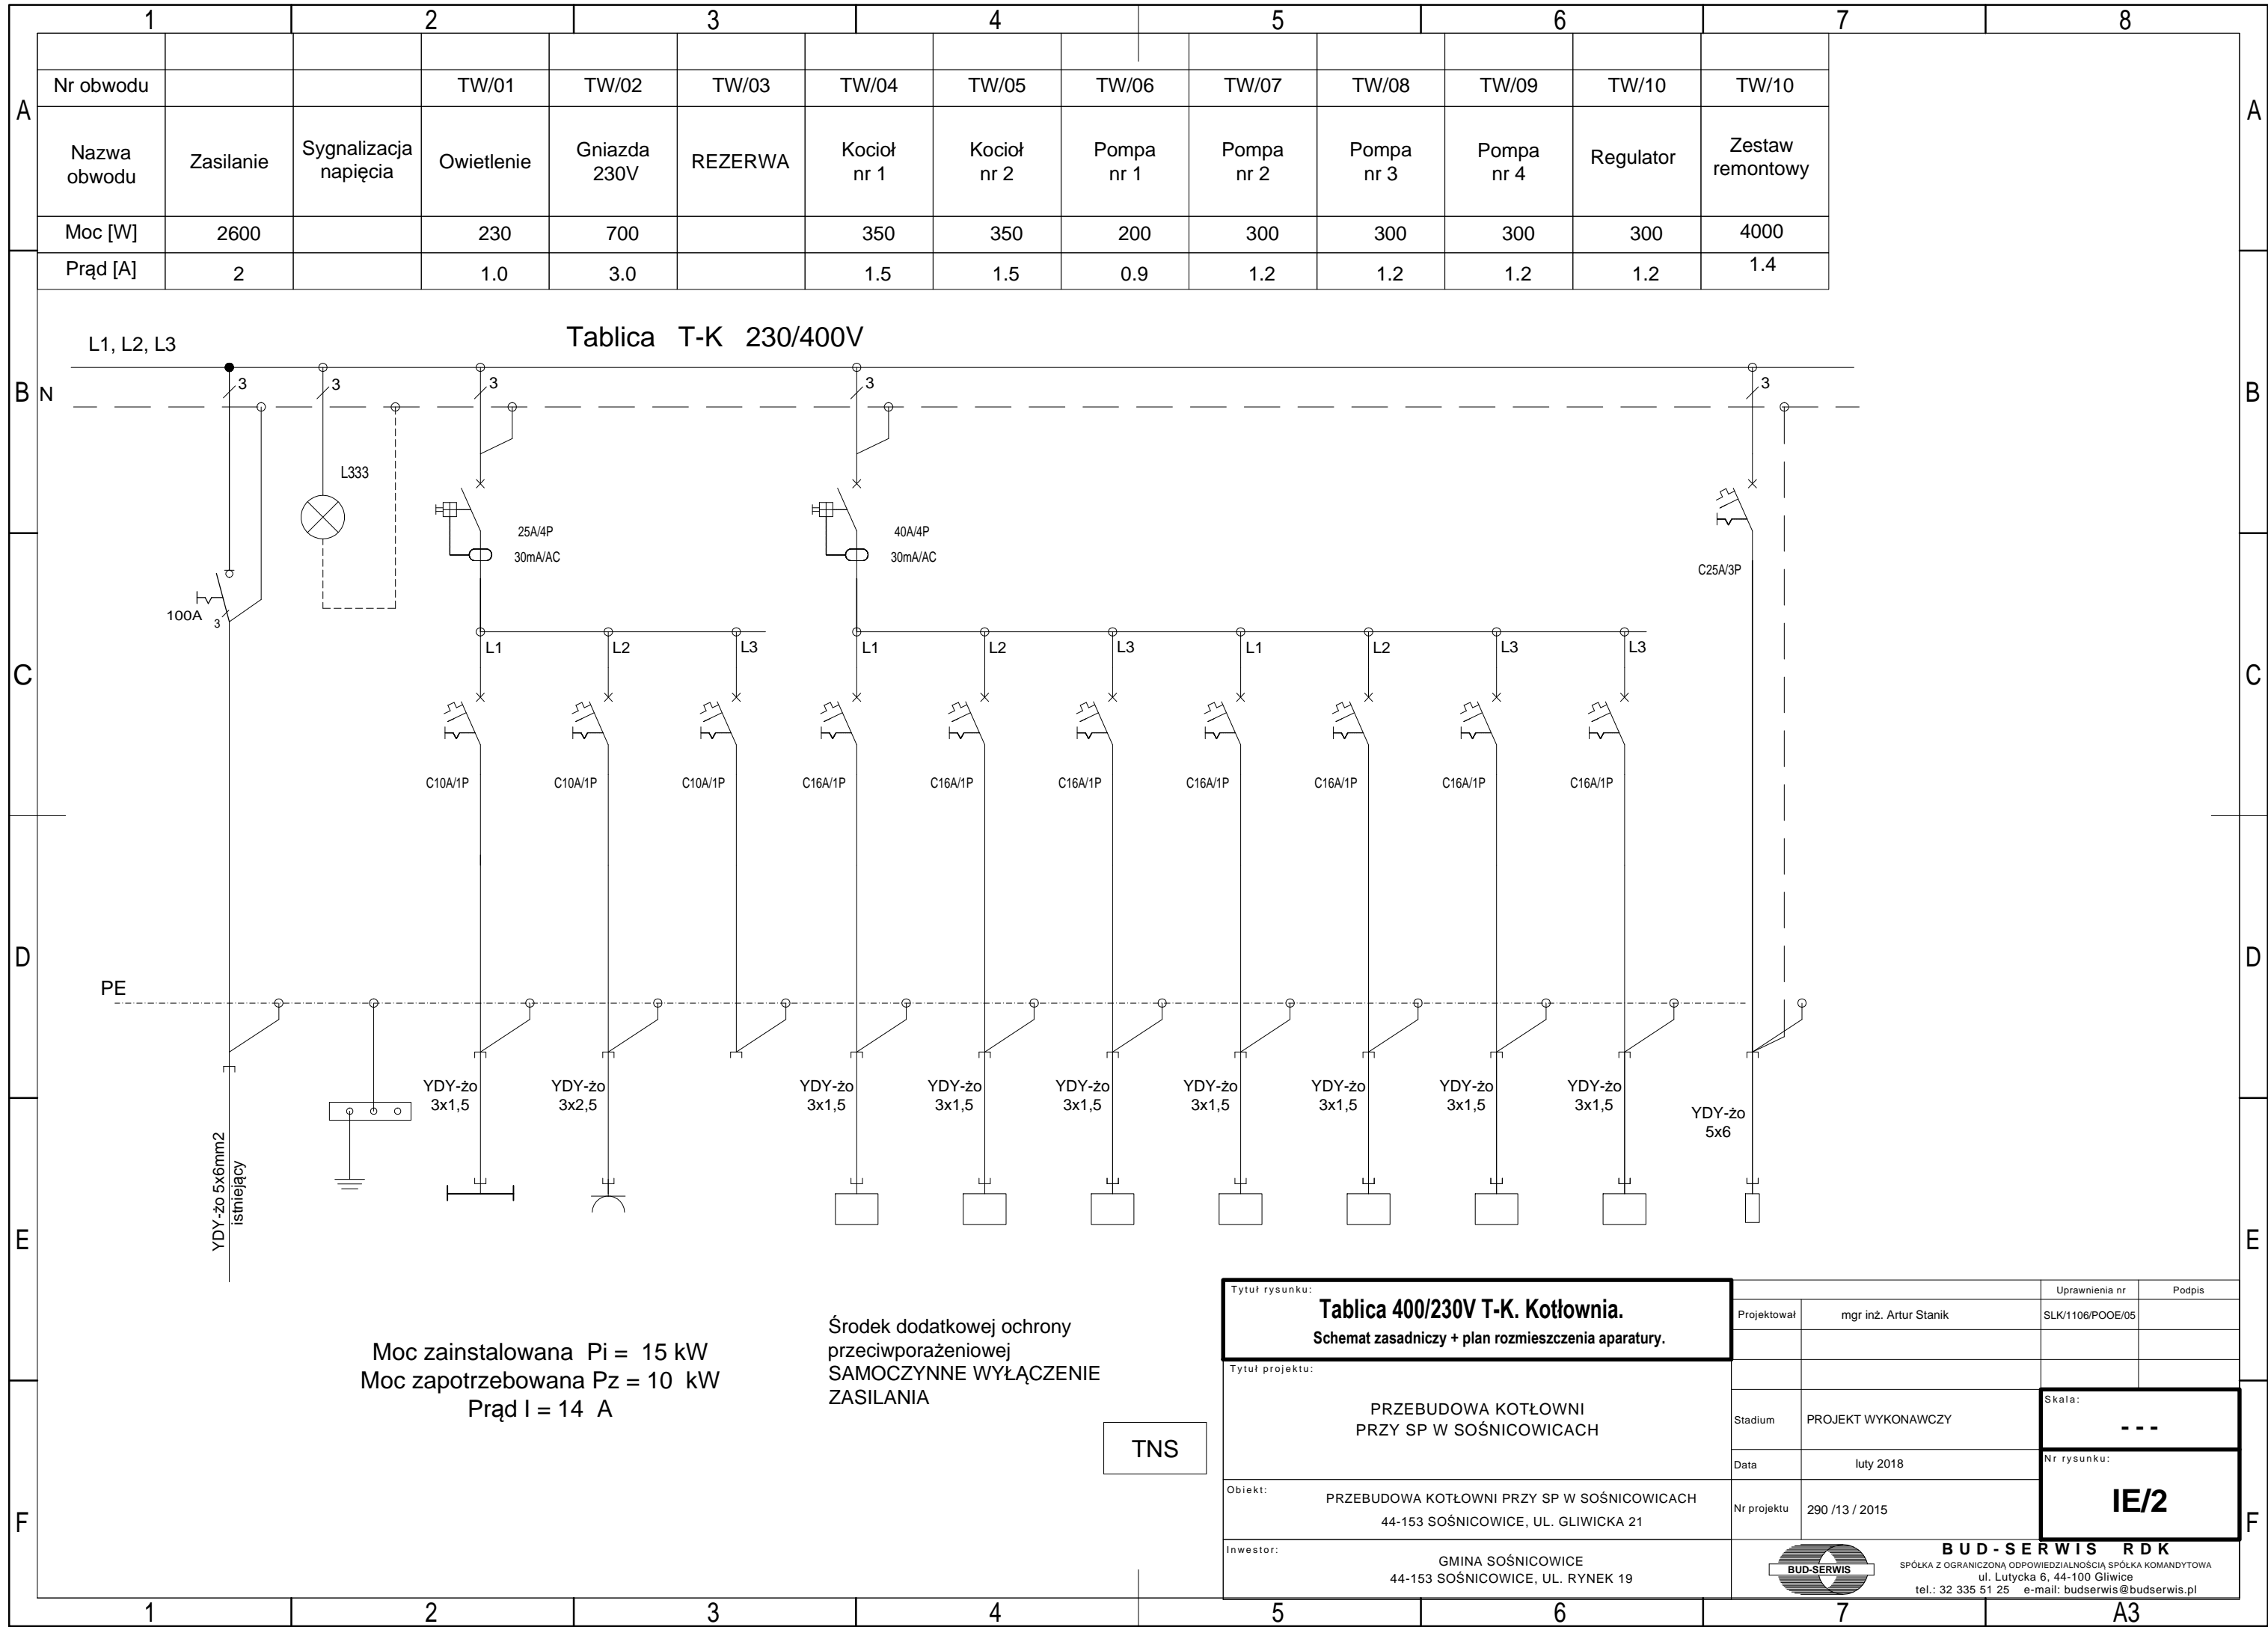 1 2 3 4 5 6 7 8
A A
B B
C C
D D
E E
F F
Nr obwodu TW/01 TW/02 TW/03 TW/04 TW/05 TW/06 TW/07 TW/08 TW/09 TW/10 TW/10
Nazwa obwodu Zasilanie Sygnalizacja napięcia Owietlenie Gniazda 230V REZERWA Kocioł nr 1 Kocioł nr 2 Pompa nr 1 Pompa nr 2 Pompa nr 3 Pompa nr 4 Regulator Zestaw remontowy
Moc [W] 2600 230 700 350 350 200 300 300 300 300 4000
Prąd [A] 2 1.0 3.0 1.5 1.5 0.9 1.2 1.2 1.2 1.2 1.4
Tablica T-K 230/400V
L1, L2, L3
3 3 3 3 3
N
L333
25A/4P 40A/4P
30mA/AC 30mA/AC
C25A/3P
100A 3
L1 L2 L3 L1 L2 L3 L1 L2 L3 L3
C10A/1P C10A/1P C10A/1P C16A/1P C16A/1P C16A/1P C16A/1P C16A/1P C16A/1P C16A/1P
PE
YDY-żo YDY-żo YDY-żo YDY-żo YDY-żo YDY-żo YDY-żo YDY-żo YDY-żo
3x1,5 3x2,5 3x1,5 3x1,5 3x1,5 3x1,5 3x1,5 3x1,5 3x1,5
YDY-żo
5x6
YDY-żo 5x6mm2
istniejący
Moc zainstalowana Pi = 15 kW
Moc zapotrzebowana Pz = 10 kW
Prąd I = 14 A
Środek dodatkowej ochrony
przeciwporażeniowej
SAMOCZYNNE WYŁĄCZENIE
ZASILANIA
TNS
Tytuł rysunku:
Tablica 400/230V T-K. Kotłownia.
Schemat zasadniczy + plan rozmieszczenia aparatury.
Tytuł projektu:
PRZEBUDOWA KOTŁOWNI
PRZY SP W SOŚNICOWICACH
Obiekt:
PRZEBUDOWA KOTŁOWNI PRZY SP W SOŚNICOWICACH
44-153 SOŚNICOWICE, UL. GLIWICKA 21
Inwestor:
GMINA SOŚNICOWICE
44-153 SOŚNICOWICE, UL. RYNEK 19
Uprawnienia nr Podpis
Projektował mgr inż. Artur Stanik SLK/1106/POOE/05
Stadium PROJEKT WYKONAWCZY
Skala:
- - -
Data luty 2018
Nr rysunku:
IE/2
Nr projektu 290 /13 / 2015
BUD-SERWIS
BUD-SERWIS RDK
SPÓŁKA Z OGRANICZONĄ ODPOWIEDZIALNOŚCIĄ SPÓŁKA KOMANDYTOWA
ul. Lutycka 6, 44-100 Gliwice
tel.: 32 335 51 25 e-mail: budserwis@budserwis.pl
1 2 3 4 5 6 7 A3